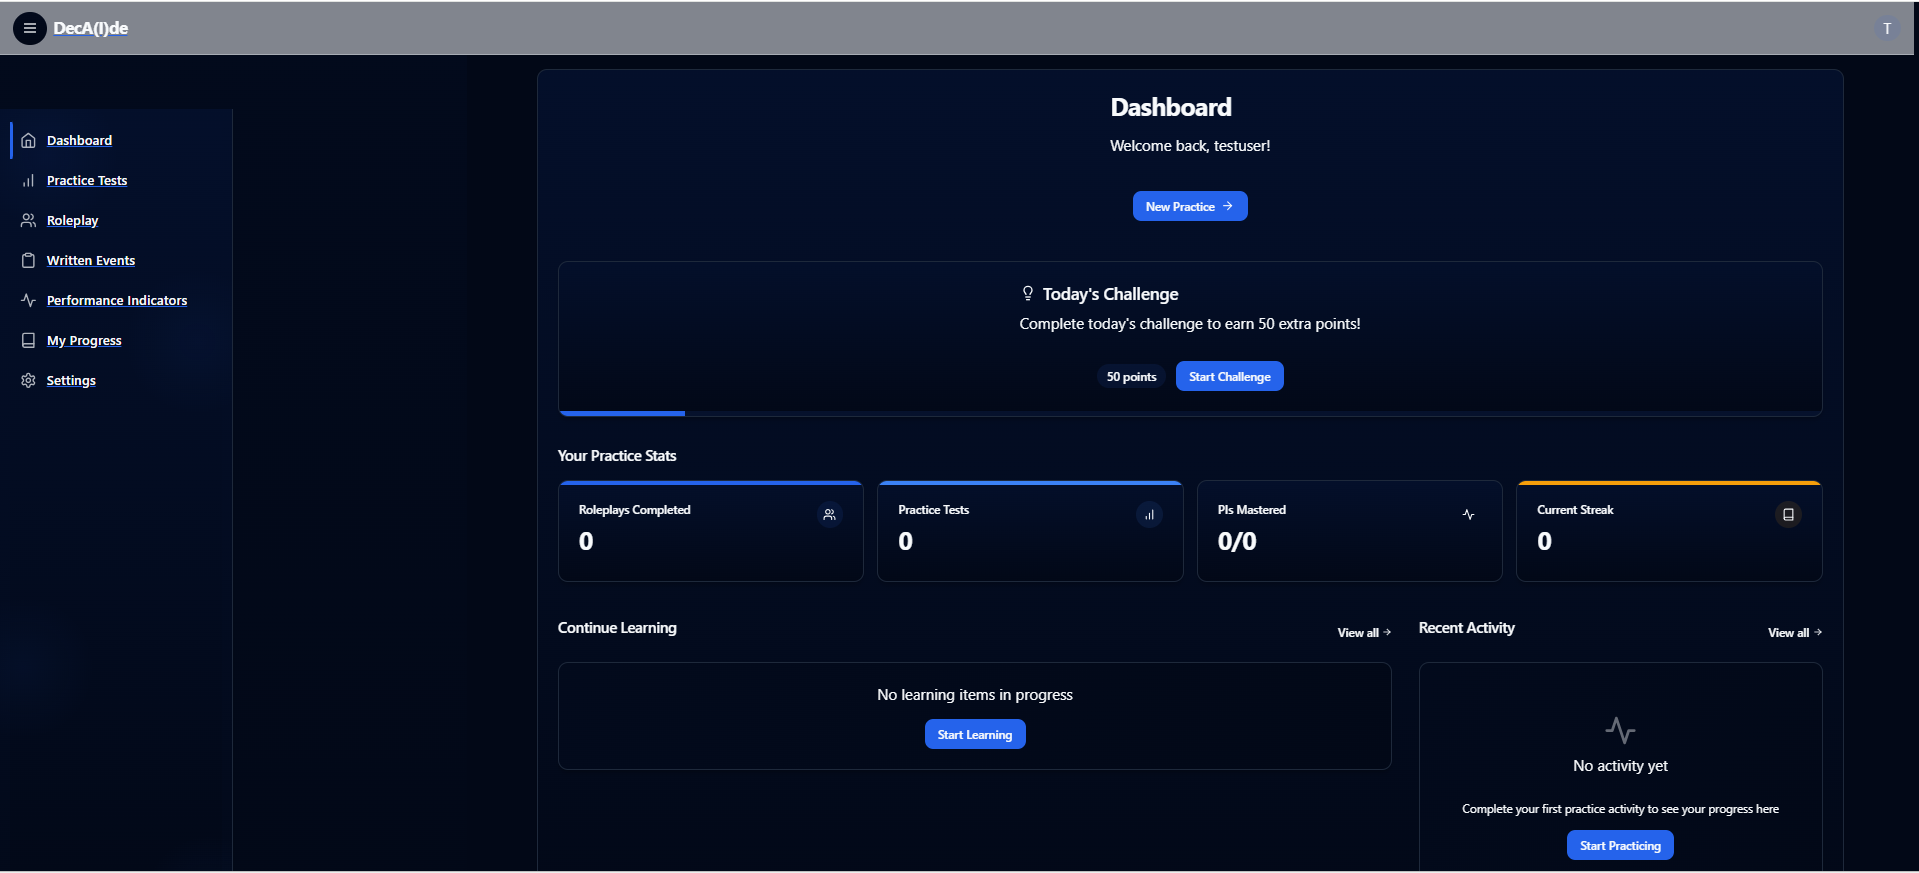 DecA(I)de
T
Dashboard
Practice Tests
Roleplay
Written Events
Performance Indicators
My Progress
Settings
Dashboard
Welcome back, testuser!
New Practice
Today's Challenge
Complete today's challenge to earn 50 extra points!
50 points
Start Challenge
Your Practice Stats
Roleplays Completed
0
Practice Tests
0
PIs Mastered
0/0
Current Streak
0
Continue Learning
View all
No learning items in progress
Start Learning
Recent Activity
View all
No activity yet
Complete your first practice activity to see your progress here
Start Practicing